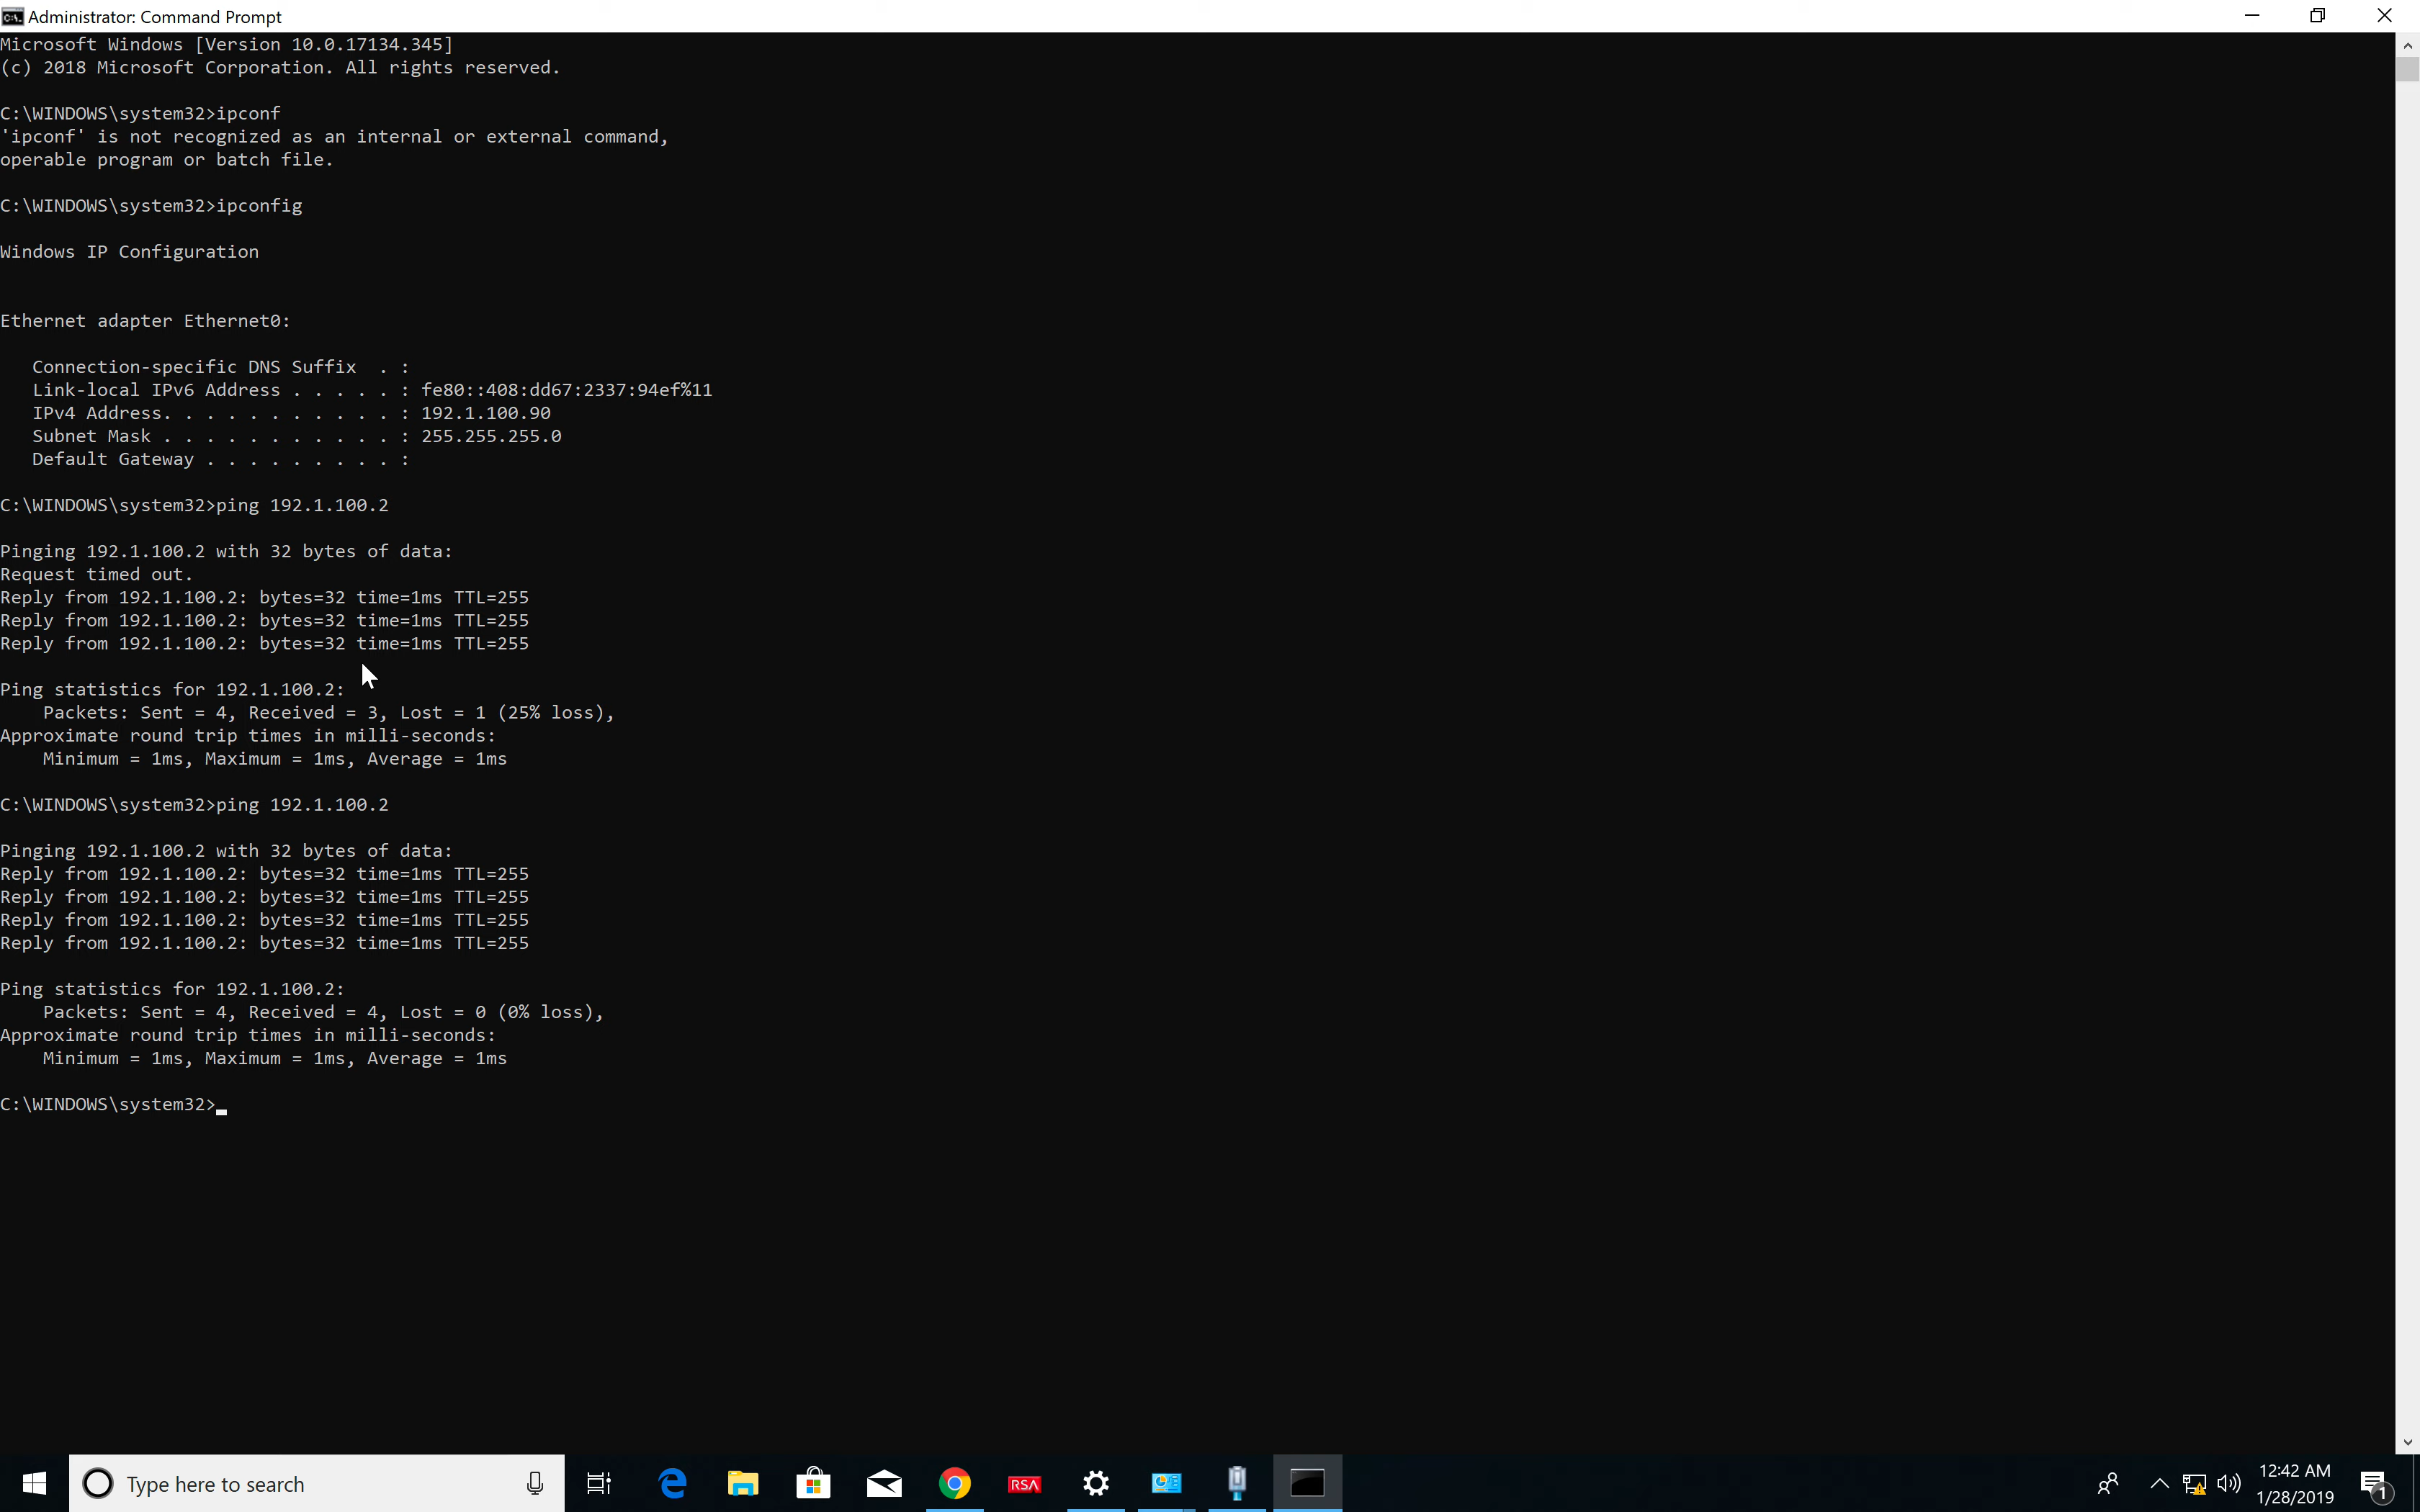 Administrator: Command Prompt
Microsoft Windows [Version 10.0.17134.345]
(c) 2018 Microsoft Corporation. All rights reserved.
C:\WINDOWS\system32>ipconf
'ipconf' is not recognized as an internal or external command,
operable program or batch file.
C:\WINDOWS\system32>ipconfig
Windows IP Configuration
Ethernet adapter Ethernet0:
   Connection-specific DNS Suffix  . :
   Link-local IPv6 Address . . . . . : fe80::408:dd67:2337:94ef%11
   IPv4 Address. . . . . . . . . . . : 192.1.100.90
   Subnet Mask . . . . . . . . . . . : 255.255.255.0
   Default Gateway . . . . . . . . . :
C:\WINDOWS\system32>ping 192.1.100.2
Pinging 192.1.100.2 with 32 bytes of data:
Request timed out.
Reply from 192.1.100.2: bytes=32 time=1ms TTL=255
Reply from 192.1.100.2: bytes=32 time=1ms TTL=255
Reply from 192.1.100.2: bytes=32 time=1ms TTL=255
Ping statistics for 192.1.100.2:
    Packets: Sent = 4, Received = 3, Lost = 1 (25% loss),
Approximate round trip times in milli-seconds:
    Minimum = 1ms, Maximum = 1ms, Average = 1ms
C:\WINDOWS\system32>ping 192.1.100.2
Pinging 192.1.100.2 with 32 bytes of data:
Reply from 192.1.100.2: bytes=32 time=1ms TTL=255
Reply from 192.1.100.2: bytes=32 time=1ms TTL=255
Reply from 192.1.100.2: bytes=32 time=1ms TTL=255
Reply from 192.1.100.2: bytes=32 time=1ms TTL=255
Ping statistics for 192.1.100.2:
    Packets: Sent = 4, Received = 4, Lost = 0 (0% loss),
Approximate round trip times in milli-seconds:
    Minimum = 1ms, Maximum = 1ms, Average = 1ms
C:\WINDOWS\system32>
Type here to search
RSA
12:42 AM
1/28/2019
1